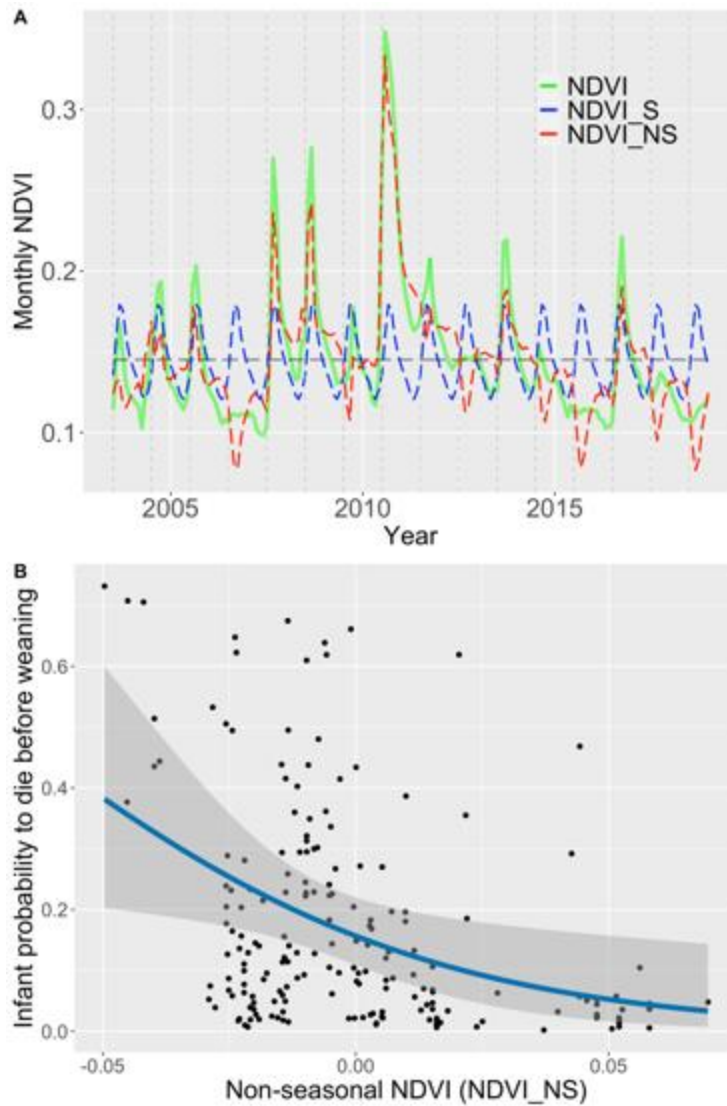 A
Monthly NDVI
0.3
0.2
0.1
NDVI
NDVI_S
NDVI_NS
2005
2010
2015
Year
B
Infant probability to die before weaning
0.6
0.4
0.2
0.0
-0.05
0.00
0.05
Non-seasonal NDVI (NDVI_NS)